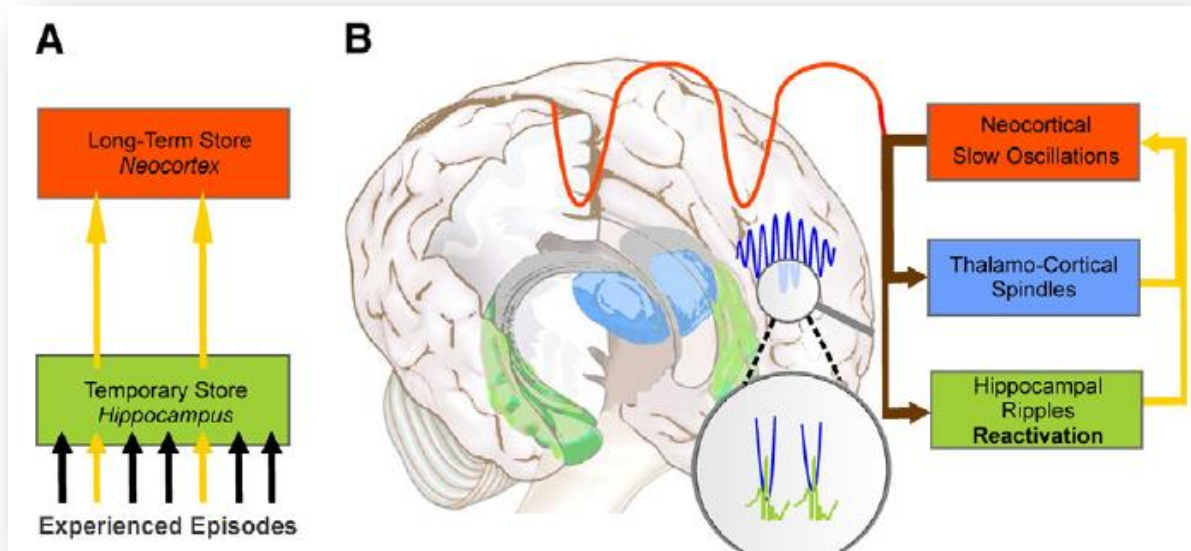 A
B
Long-Term Store
Neocortex
Temporary Store
Hippocampus
Experienced Episodes
Neocortical
Slow Oscillations
Thalamo-Cortical
Spindles
Hippocampal
Ripples
Reactivation